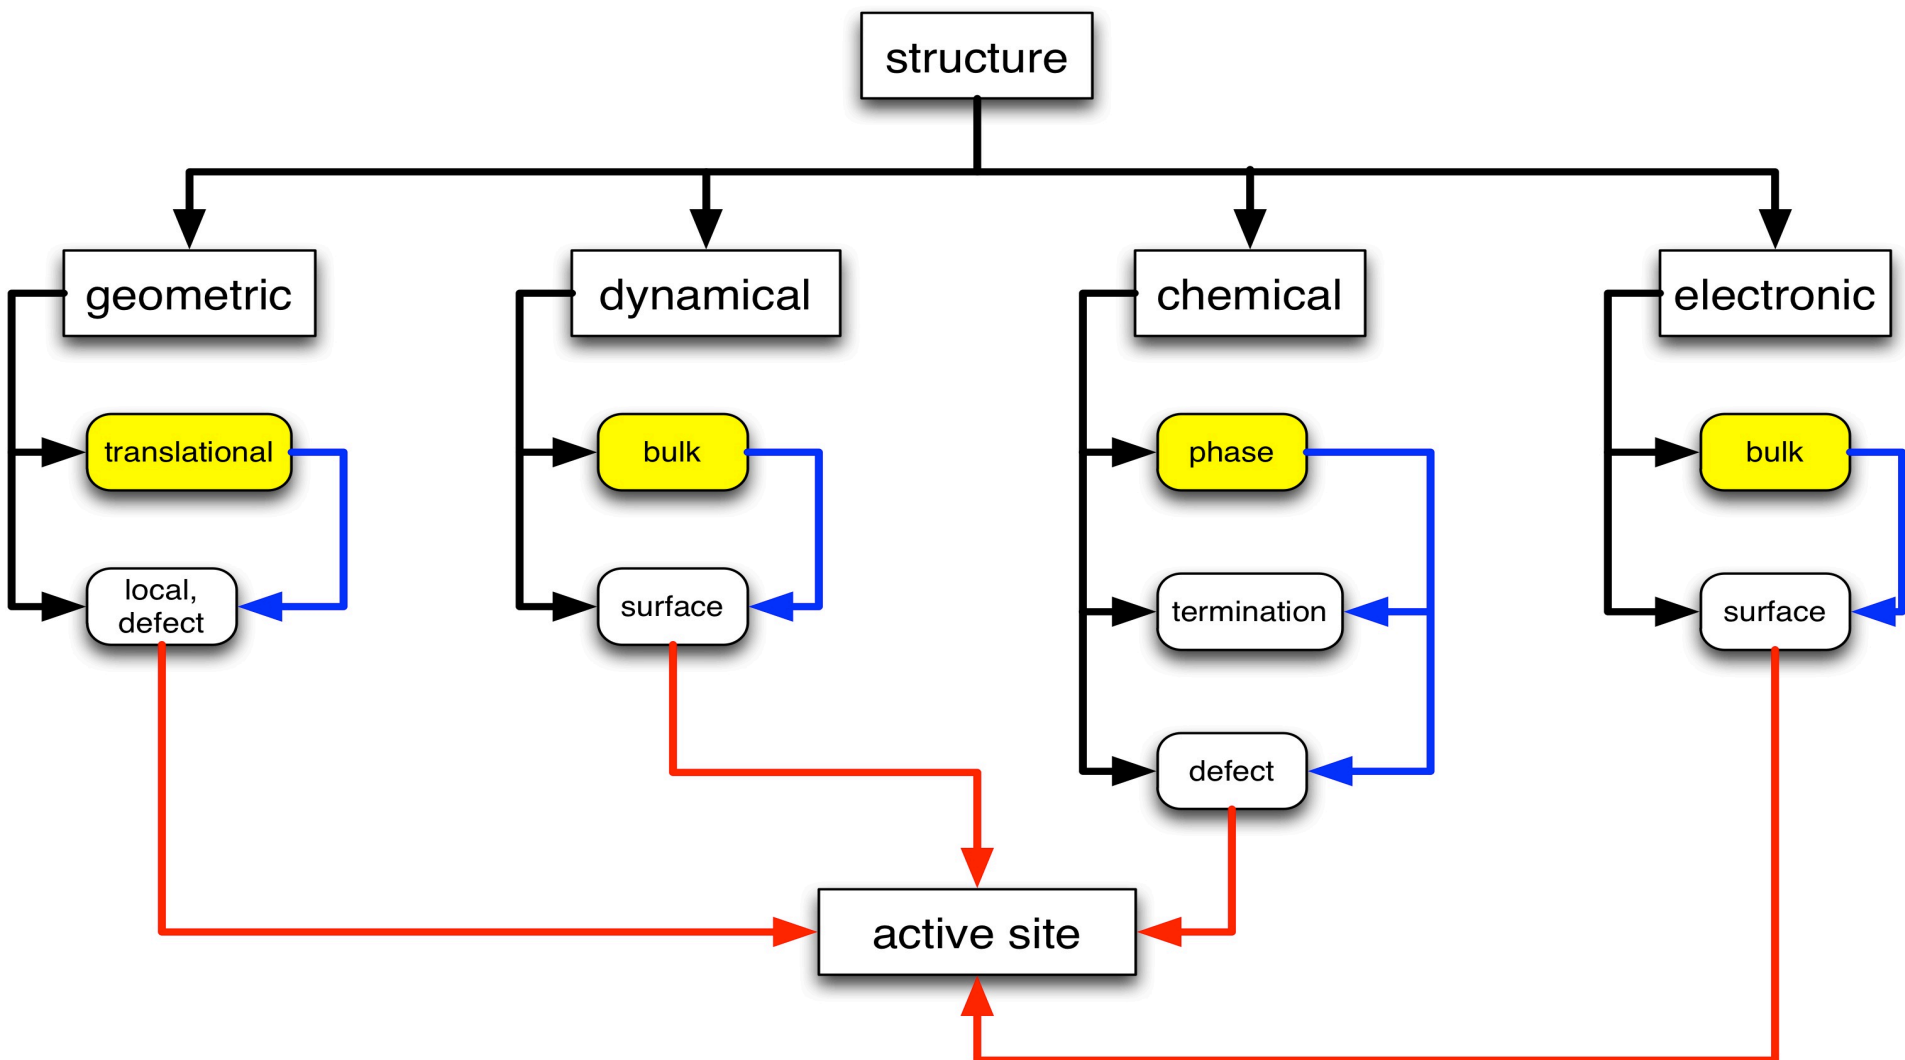 structure
geometric
dynamical
chemical
electronic
translational
bulk
phase
bulk
local,
defect
surface
termination
surface
defect
active site